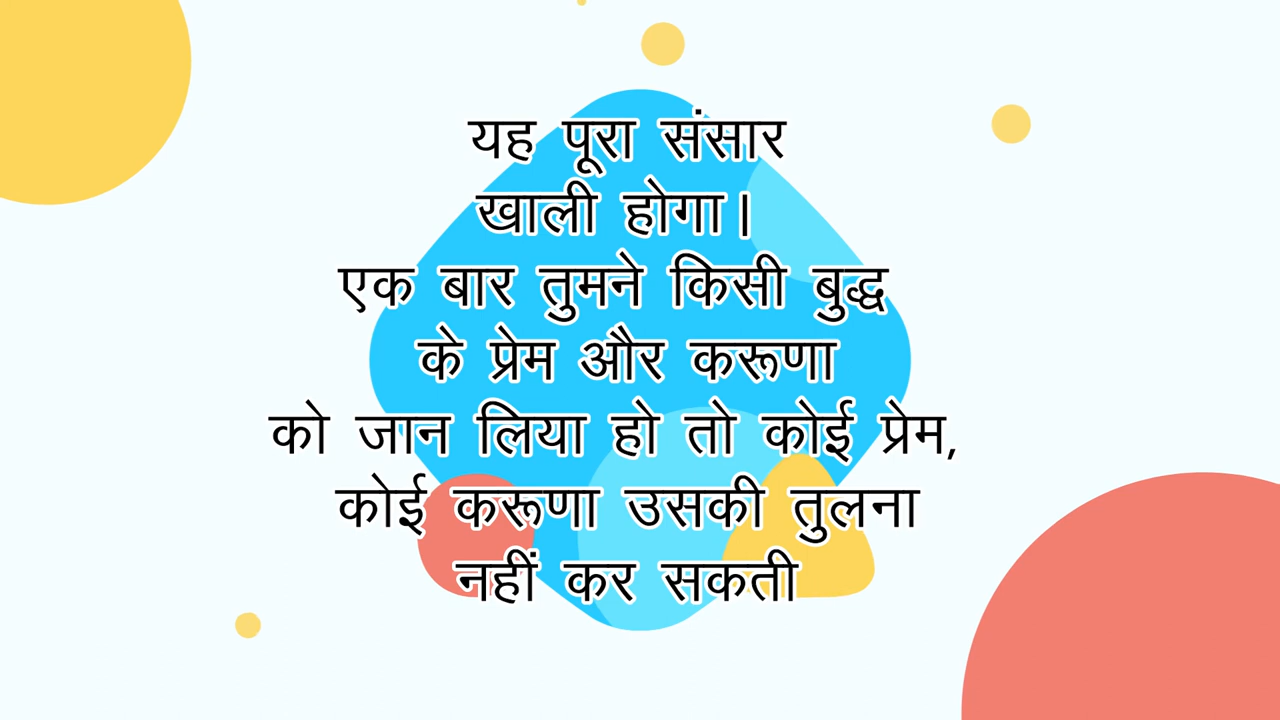 यह पूरा संसार
खाली होगा।
एक बार तुमने किसी बुद्ध
के प्रेम और करूणा
को जान लिया हो तो कोई प्रेम,
कोई करूणा उसकी तुलना
नहीं कर सकती